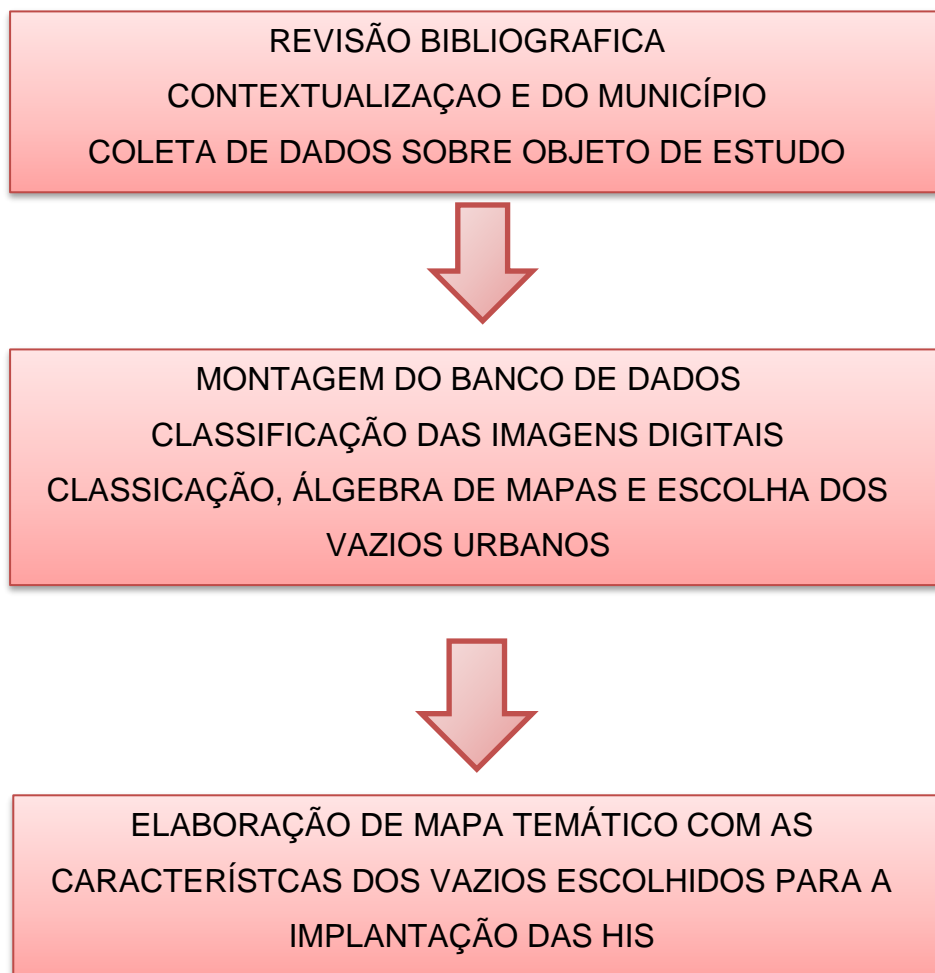 REVISÃO BIBLIOGRAFICA
CONTEXTUALIZAÇAO E DO MUNICÍPIO
COLETA DE DADOS SOBRE OBJETO DE ESTUDO
MONTAGEM DO BANCO DE DADOS
CLASSIFICAÇÃO DAS IMAGENS DIGITAIS
CLASSICAÇÃO, ÁLGEBRA DE MAPAS E ESCOLHA DOS
VAZIOS URBANOS
ELABORAÇÃO DE MAPA TEMÁTICO COM AS
CARACTERÍSTCAS DOS VAZIOS ESCOLHIDOS PARA A
IMPLANTAÇÃO DAS HIS